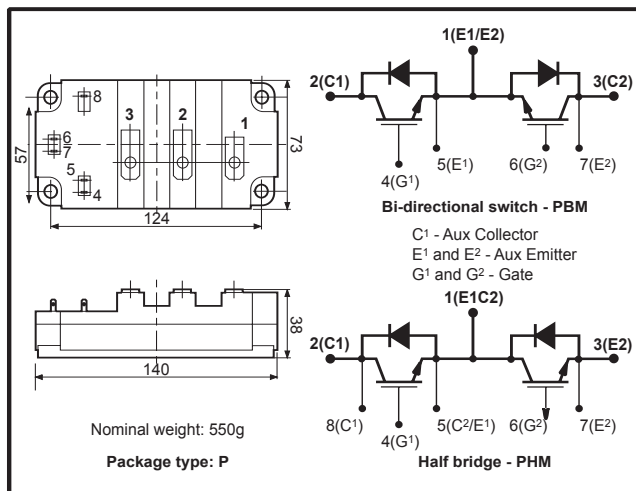 8
3
2
1
6
7
5
4
57
73
124
38
140
Nominal weight: 550g
Package type: P
1(E1/E2)
2(C1)
3(C2)
4(G¹)
5(E¹)
6(G²)
7(E²)
Bi-directional switch - PBM
C¹ - Aux Collector
E¹ and E² - Aux Emitter
G¹ and G² - Gate
1(E1C2)
2(C1)
3(E2)
8(C¹)
4(G¹)
5(C²/E¹)
6(G²)
7(E²)
Half bridge - PHM